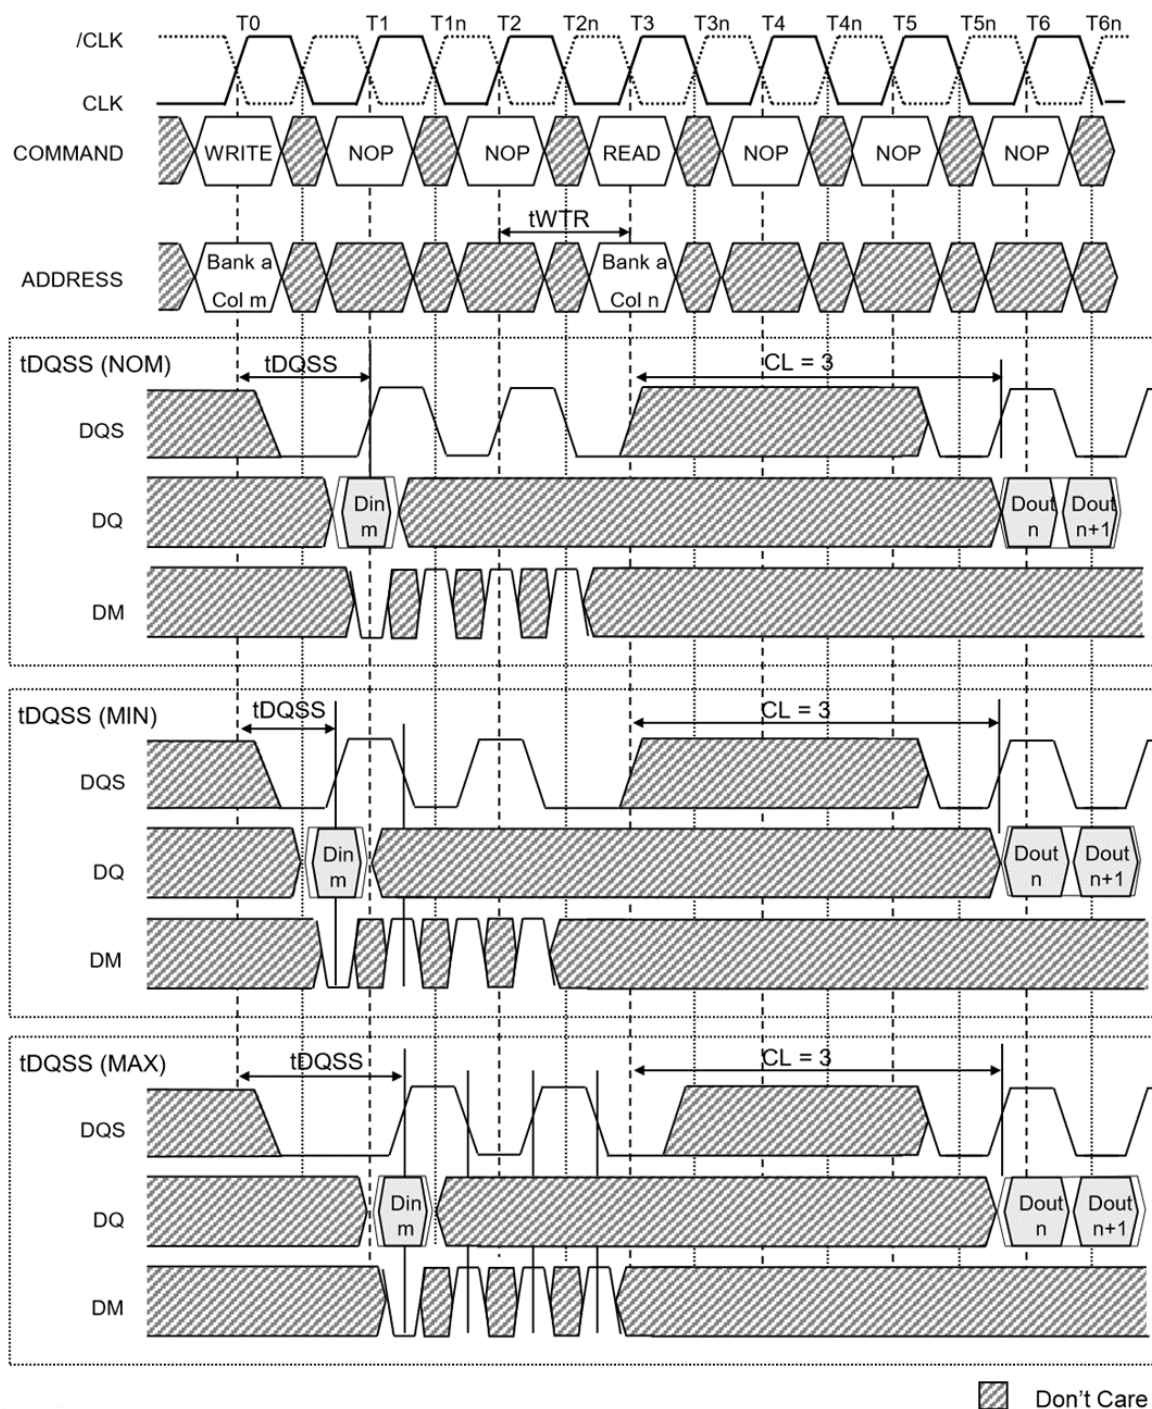 T0 T1 T1n T2 T2n T3 T3n T4 T4n T5 T5n T6 T6n
/CLK
CLK
COMMAND WRITE NOP NOP READ NOP NOP NOP
tWTR
ADDRESS
Bank a Bank a
Col m Col n
tDQSS (NOM) tDQSS CL = 3
DQS
DQ
Din Dout Dout
m n n+1
DM
tDQSS (MIN) tDQSS CL = 3
DQS
DQ
Din Dout Dout
m n n+1
DM
tDQSS (MAX) tDQSS CL = 3
DQS
DQ
Din Dout Dout
m n n+1
DM
Don't Care